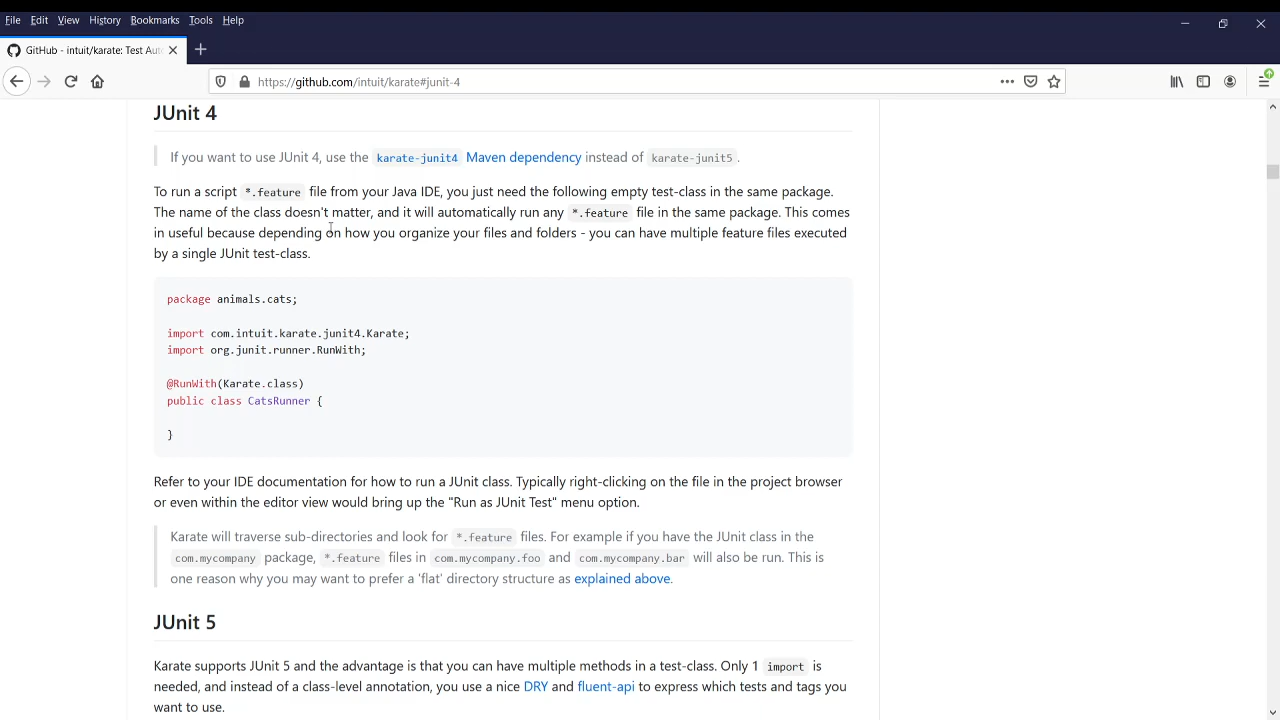 File Edit View History Bookmarks Tools Help
GitHub - intuit/karate: Test Auto
https://github.com/intuit/karate#junit-4
JUnit 4
If you want to use JUnit 4, use the karate-junit4 Maven dependency instead of karate-junit5.
To run a script *.feature file from your Java IDE, you just need the following empty test-class in the same package.
The name of the class doesn't matter, and it will automatically run any *.feature file in the same package. This comes
in useful because depending on how you organize your files and folders - you can have multiple feature files executed
by a single JUnit test-class.
package animals.cats;
import com.intuit.karate.junit4.Karate;
import org.junit.runner.RunWith;
@RunWith(Karate.class)
public class CatsRunner {
}
Refer to your IDE documentation for how to run a JUnit class. Typically right-clicking on the file in the project browser
or even within the editor view would bring up the "Run as JUnit Test" menu option.
Karate will traverse sub-directories and look for *.feature files. For example if you have the JUnit class in the
com.mycompany package, *.feature files in com.mycompany.foo and com.mycompany.bar will also be run. This is
one reason why you may want to prefer a 'flat' directory structure as explained above.
JUnit 5
Karate supports JUnit 5 and the advantage is that you can have multiple methods in a test-class. Only 1 import is
needed, and instead of a class-level annotation, you use a nice DRY and fluent-api to express which tests and tags you
want to use.